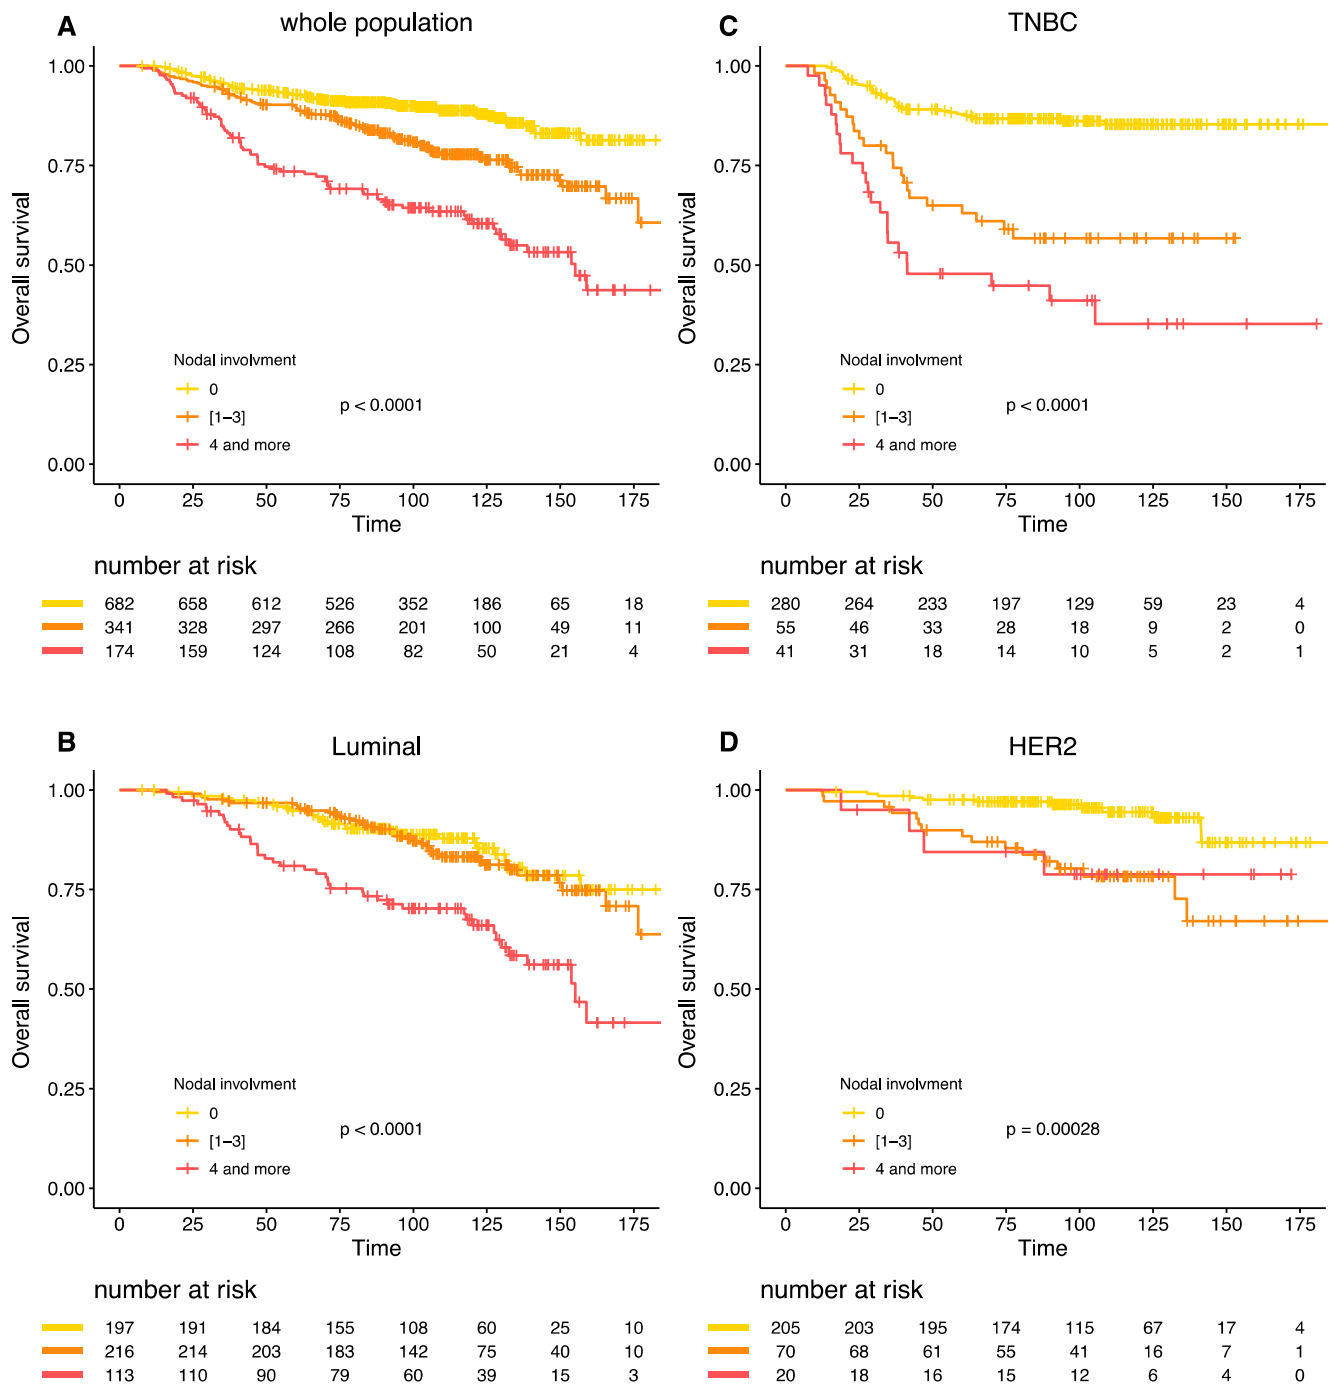 A
whole population
1.00
0.75
0.50
0.25
0.00
Overall survival
Nodal involvment
0
[1–3]
4 and more
p < 0.0001
0 25 50 75 100 125 150 175
Time
number at risk
682 658 612 526 352 186 65 18
341 328 297 266 201 100 49 11
174 159 124 108 82 50 21 4
C
TNBC
1.00
0.75
0.50
0.25
0.00
Overall survival
Nodal involvment
0
[1–3]
4 and more
p < 0.0001
0 25 50 75 100 125 150 175
Time
number at risk
280 264 233 197 129 59 23 4
55 46 33 28 18 9 2 0
41 31 18 14 10 5 2 1
B
Luminal
1.00
0.75
0.50
0.25
0.00
Overall survival
Nodal involvment
0
[1–3]
4 and more
p < 0.0001
0 25 50 75 100 125 150 175
Time
number at risk
197 191 184 155 108 60 25 10
216 214 203 183 142 75 40 10
113 110 90 79 60 39 15 3
D
HER2
1.00
0.75
0.50
0.25
0.00
Overall survival
Nodal involvment
0
[1–3]
4 and more
p = 0.00028
0 25 50 75 100 125 150 175
Time
number at risk
205 203 195 174 115 67 17 4
70 68 61 55 41 16 7 1
20 18 16 15 12 6 4 0